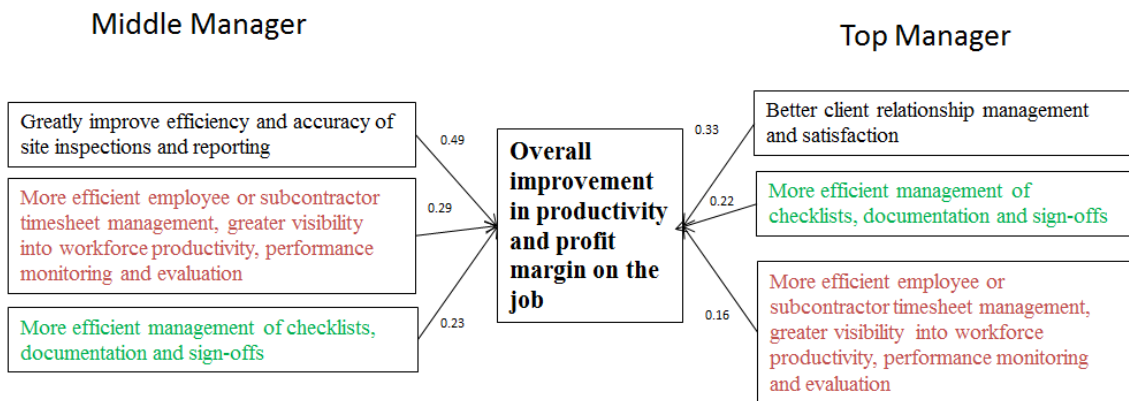 Middle Manager
Top Manager
Greatly improve efficiency and accuracy of
site inspections and reporting
0.49
More efficient employee or subcontractor
timesheet management, greater visibility
into workforce productivity, performance
monitoring and evaluation
0.29
More efficient management of checklists,
documentation and sign-offs
0.23
Overall
improvement
in productivity
and profit
margin on the
job
0.33
Better client relationship management
and satisfaction
0.22
More efficient management of
checklists, documentation and sign-offs
0.16
More efficient employee or
subcontractor timesheet management,
greater visibility into workforce
productivity, performance monitoring
and evaluation